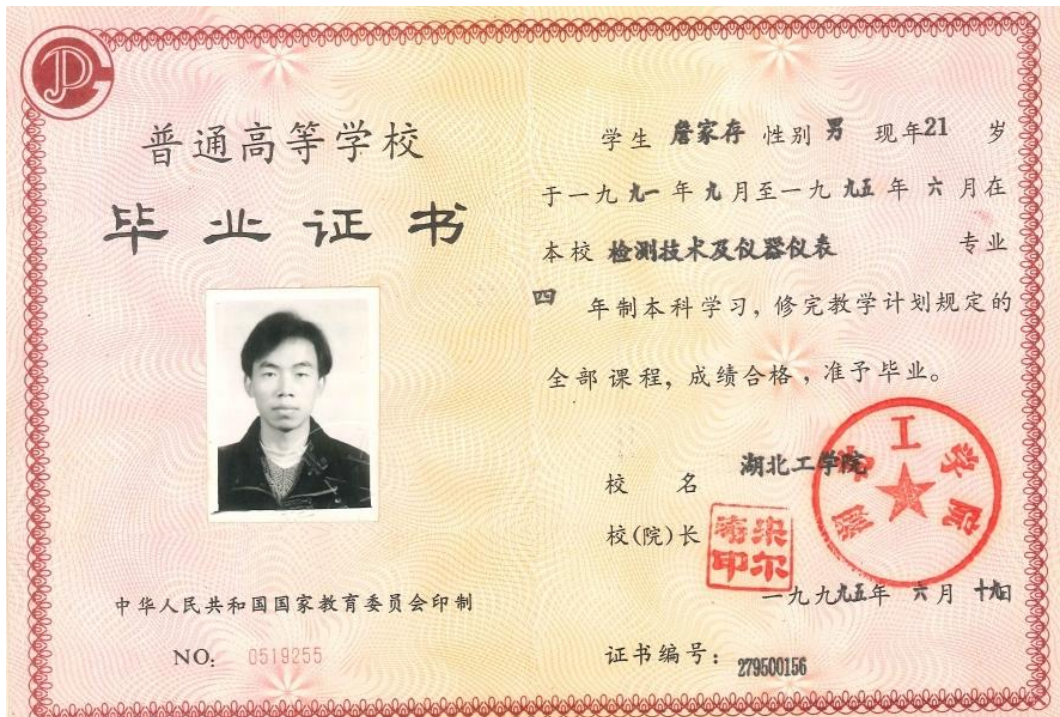 普通高等学校
毕业证书
中华人民共和国国家教育委员会印制
NO: 0519255
学生 詹家存 性别 男 现年21 岁
于一九九一年九月至一九九五年六月在
本校 检测技术及仪器仪表 专业
四 年制本科学习，修完教学计划规定的
全部课程，成绩合格，准予毕业。
校 名 湖北工学院
校(院)长
一九九五年 六月 十九日
证书编号：279500156